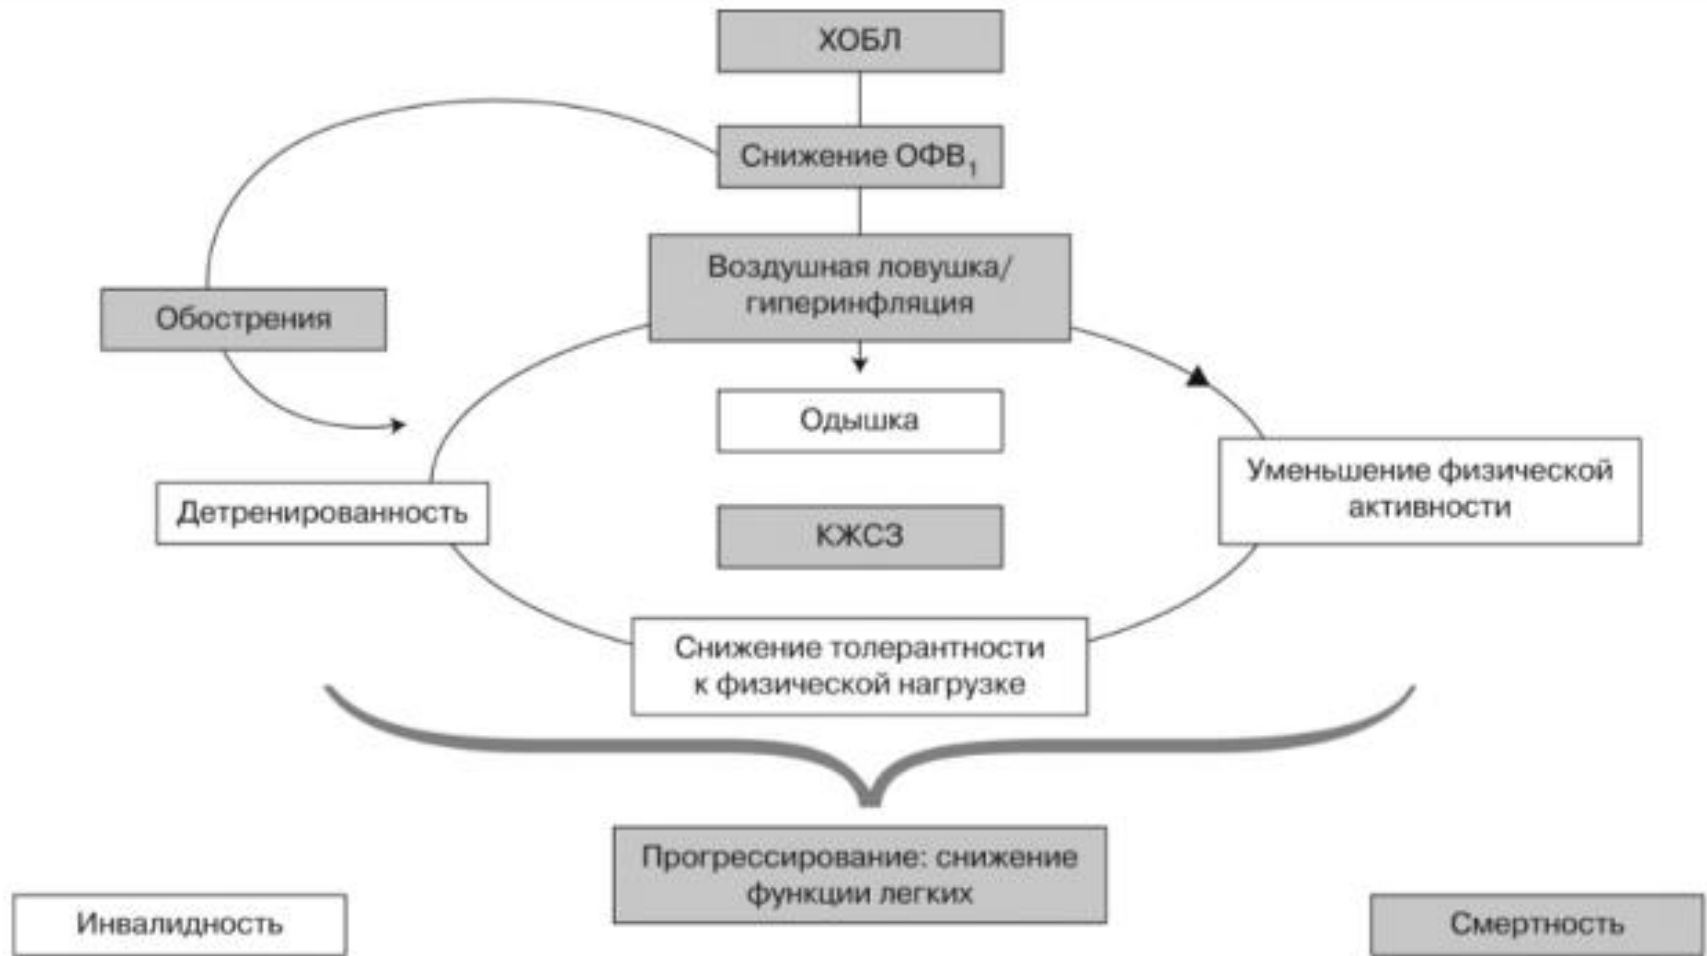 ХОБЛ
Снижение ОФВ1
Воздушная ловушка/
гиперинфляция
Обострения
Одышка
Уменьшение физической
активности
Детренированность
КЖСЗ
Снижение толерантности
к физической нагрузке
Прогрессирование: снижение
функции легких
Инвалидность
Смертность